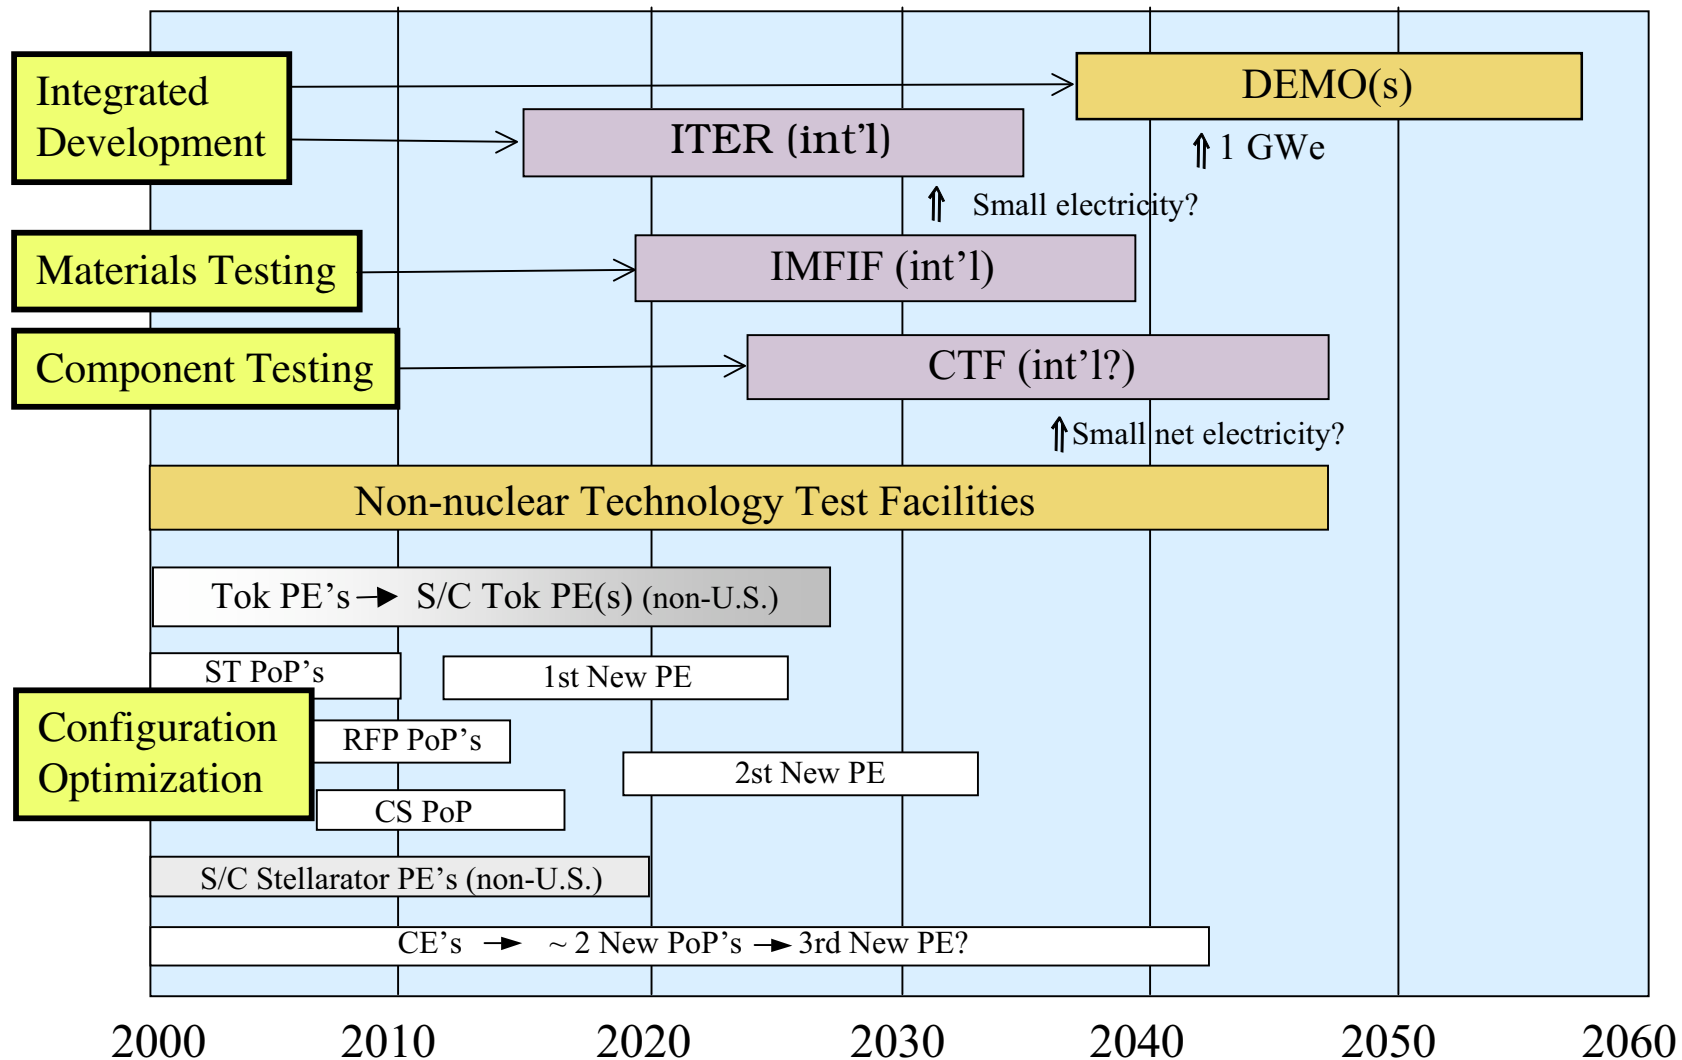 Integrated
Development
DEMO(s)
ITER (int'l)
⇑ 1 GWe
⇑ Small electricity?
Materials Testing
IMFIF (int'l)
Component Testing
CTF (int'l?)
⇑ Small net electricity?
Non-nuclear Technology Test Facilities
Tok PE's → S/C Tok PE(s) (non-U.S.)
ST PoP's
1st New PE
Configuration
Optimization
RFP PoP's
2st New PE
CS PoP
S/C Stellarator PE's (non-U.S.)
CE's → ~ 2 New PoP's → 3rd New PE?
2000 2010 2020 2030 2040 2050 2060